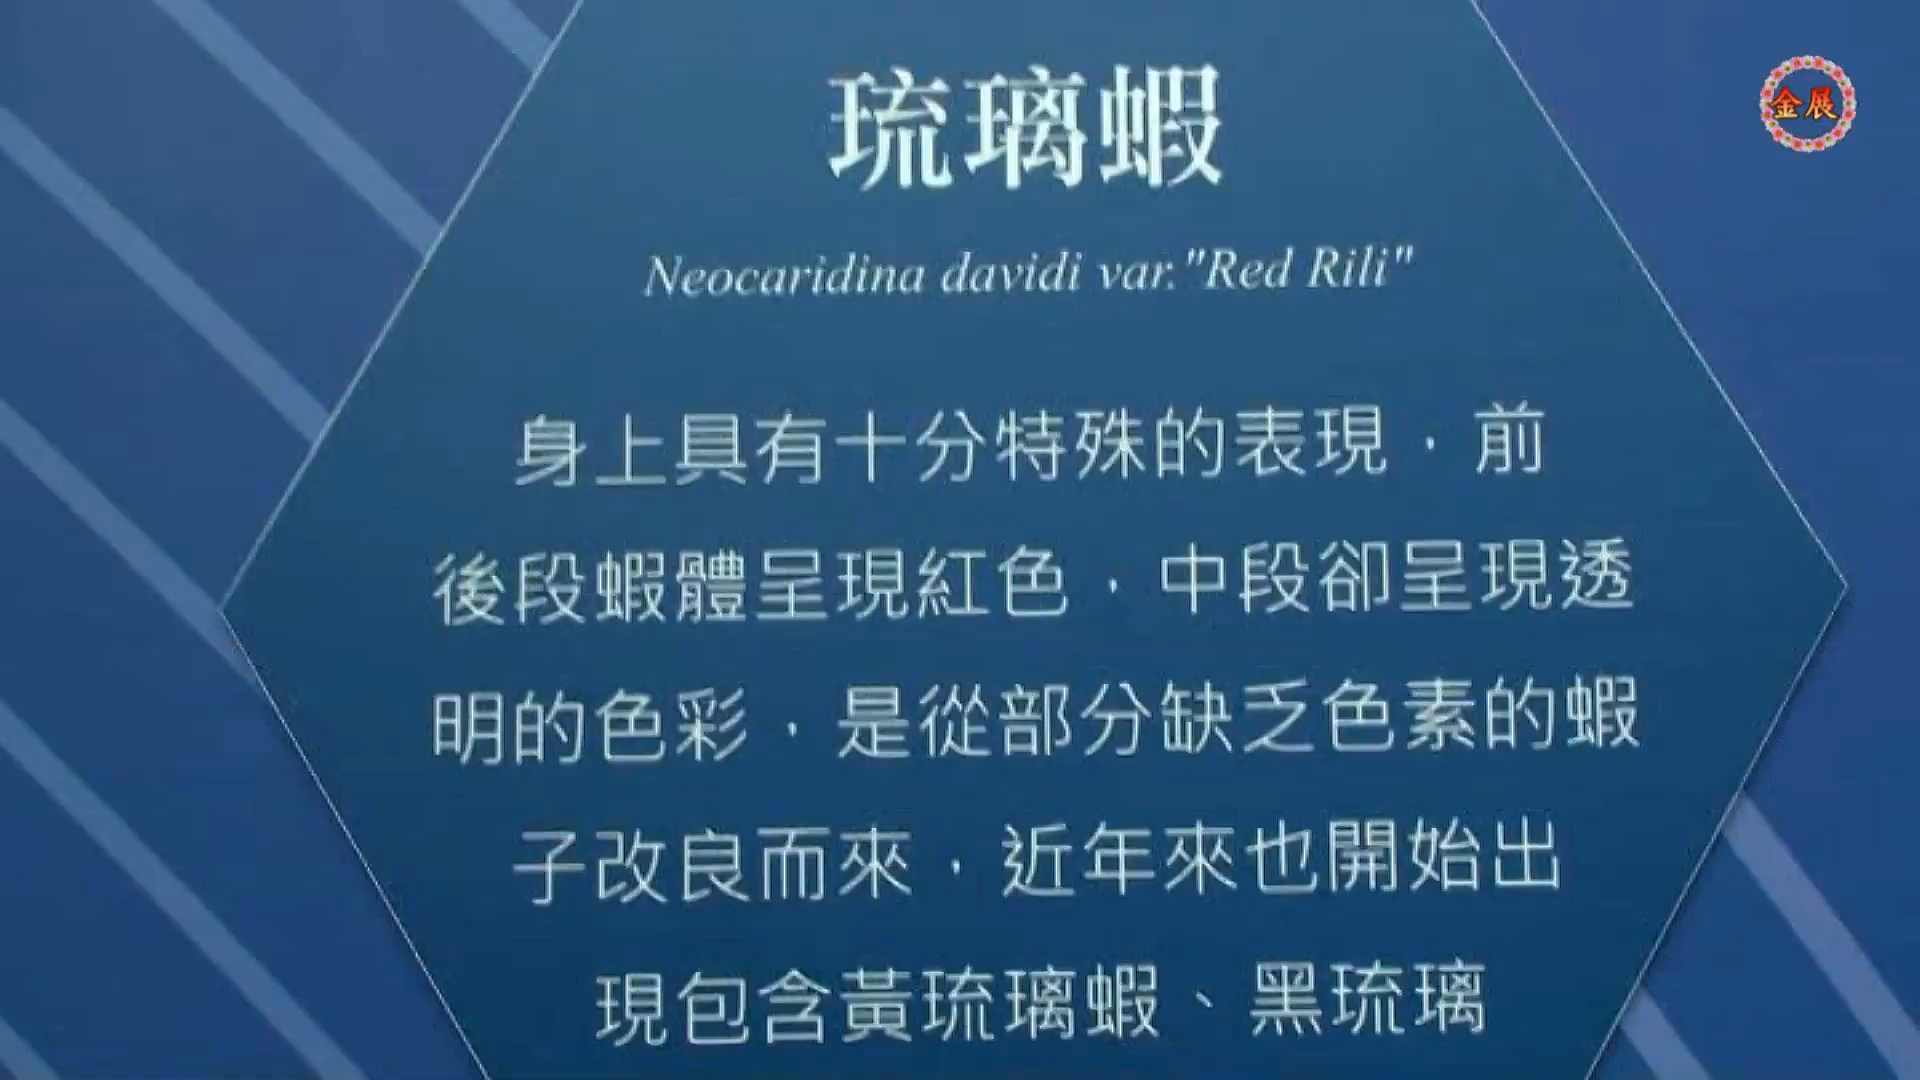 琉璃蝦
金展
Neocaridina davidi var."Red Rili"
身上具有十分特殊的表現，前
後段蝦體呈現紅色，中段卻呈現透
明的色彩，是從部分缺乏色素的蝦
子改良而來，近年來也開始出
現包含黃琉璃蝦、黑琉璃